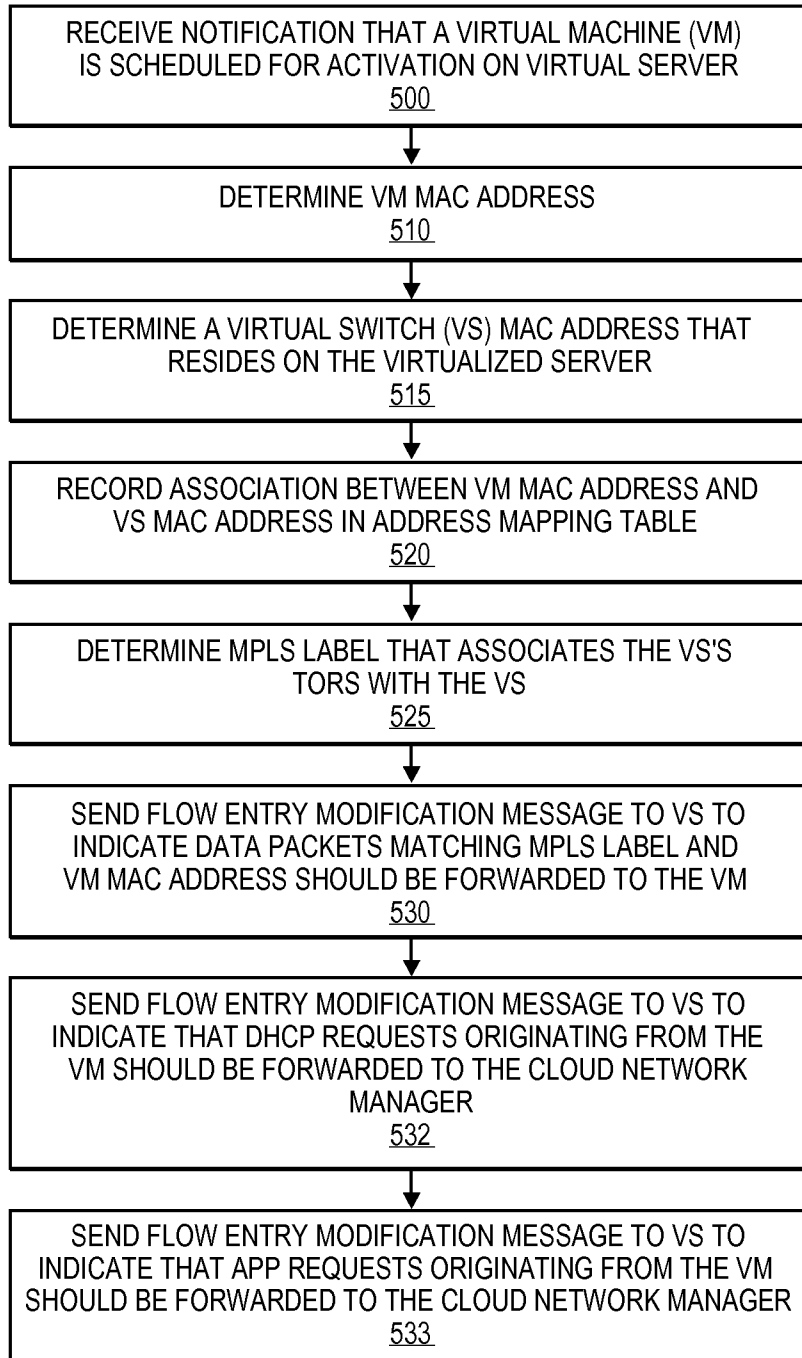 RECEIVE NOTIFICATION THAT A VIRTUAL MACHINE (VM)
IS SCHEDULED FOR ACTIVATION ON VIRTUAL SERVER
500
DETERMINE VM MAC ADDRESS
510
DETERMINE A VIRTUAL SWITCH (VS) MAC ADDRESS THAT
RESIDES ON THE VIRTUALIZED SERVER
515
RECORD ASSOCIATION BETWEEN VM MAC ADDRESS AND
VS MAC ADDRESS IN ADDRESS MAPPING TABLE
520
DETERMINE MPLS LABEL THAT ASSOCIATES THE VS'S
TORS WITH THE VS
525
SEND FLOW ENTRY MODIFICATION MESSAGE TO VS TO
INDICATE DATA PACKETS MATCHING MPLS LABEL AND
VM MAC ADDRESS SHOULD BE FORWARDED TO THE VM
530
SEND FLOW ENTRY MODIFICATION MESSAGE TO VS TO
INDICATE THAT DHCP REQUESTS ORIGINATING FROM THE
VM SHOULD BE FORWARDED TO THE CLOUD NETWORK
MANAGER
532
SEND FLOW ENTRY MODIFICATION MESSAGE TO VS TO
INDICATE THAT APP REQUESTS ORIGINATING FROM THE VM
SHOULD BE FORWARDED TO THE CLOUD NETWORK MANAGER
533